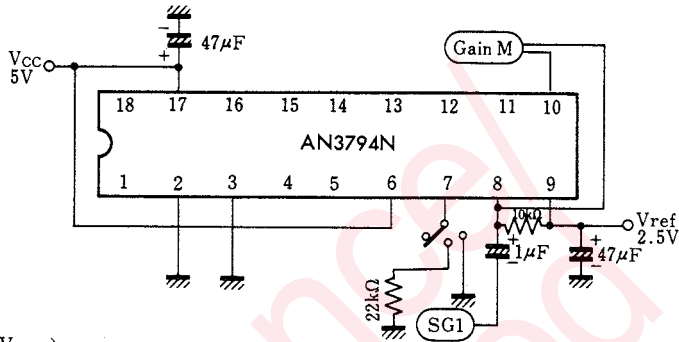 − 47μF +
Gain M
VCC 5V
18 17 16 15 14 13 12 11 10
AN3794N
1 2 3 4 5 6 7 8 9
10kΩ
Vref 2.5V
+ 1μF −
+ 47μF −
22kΩ
SG1